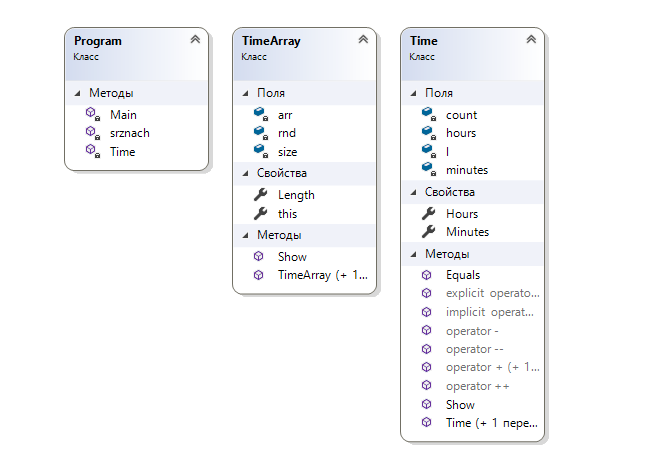 Program
Класс
Методы
Main
srznach
Time
TimeArray
Класс
Поля
arr
rnd
size
Свойства
Length
this
Методы
Show
TimeArray (+ 1...
Time
Класс
Поля
count
hours
l
minutes
Свойства
Hours
Minutes
Методы
Equals
explicit operato...
implicit operat...
operator -
operator --
operator + (+ 1...
operator ++
Show
Time (+ 1 пере...